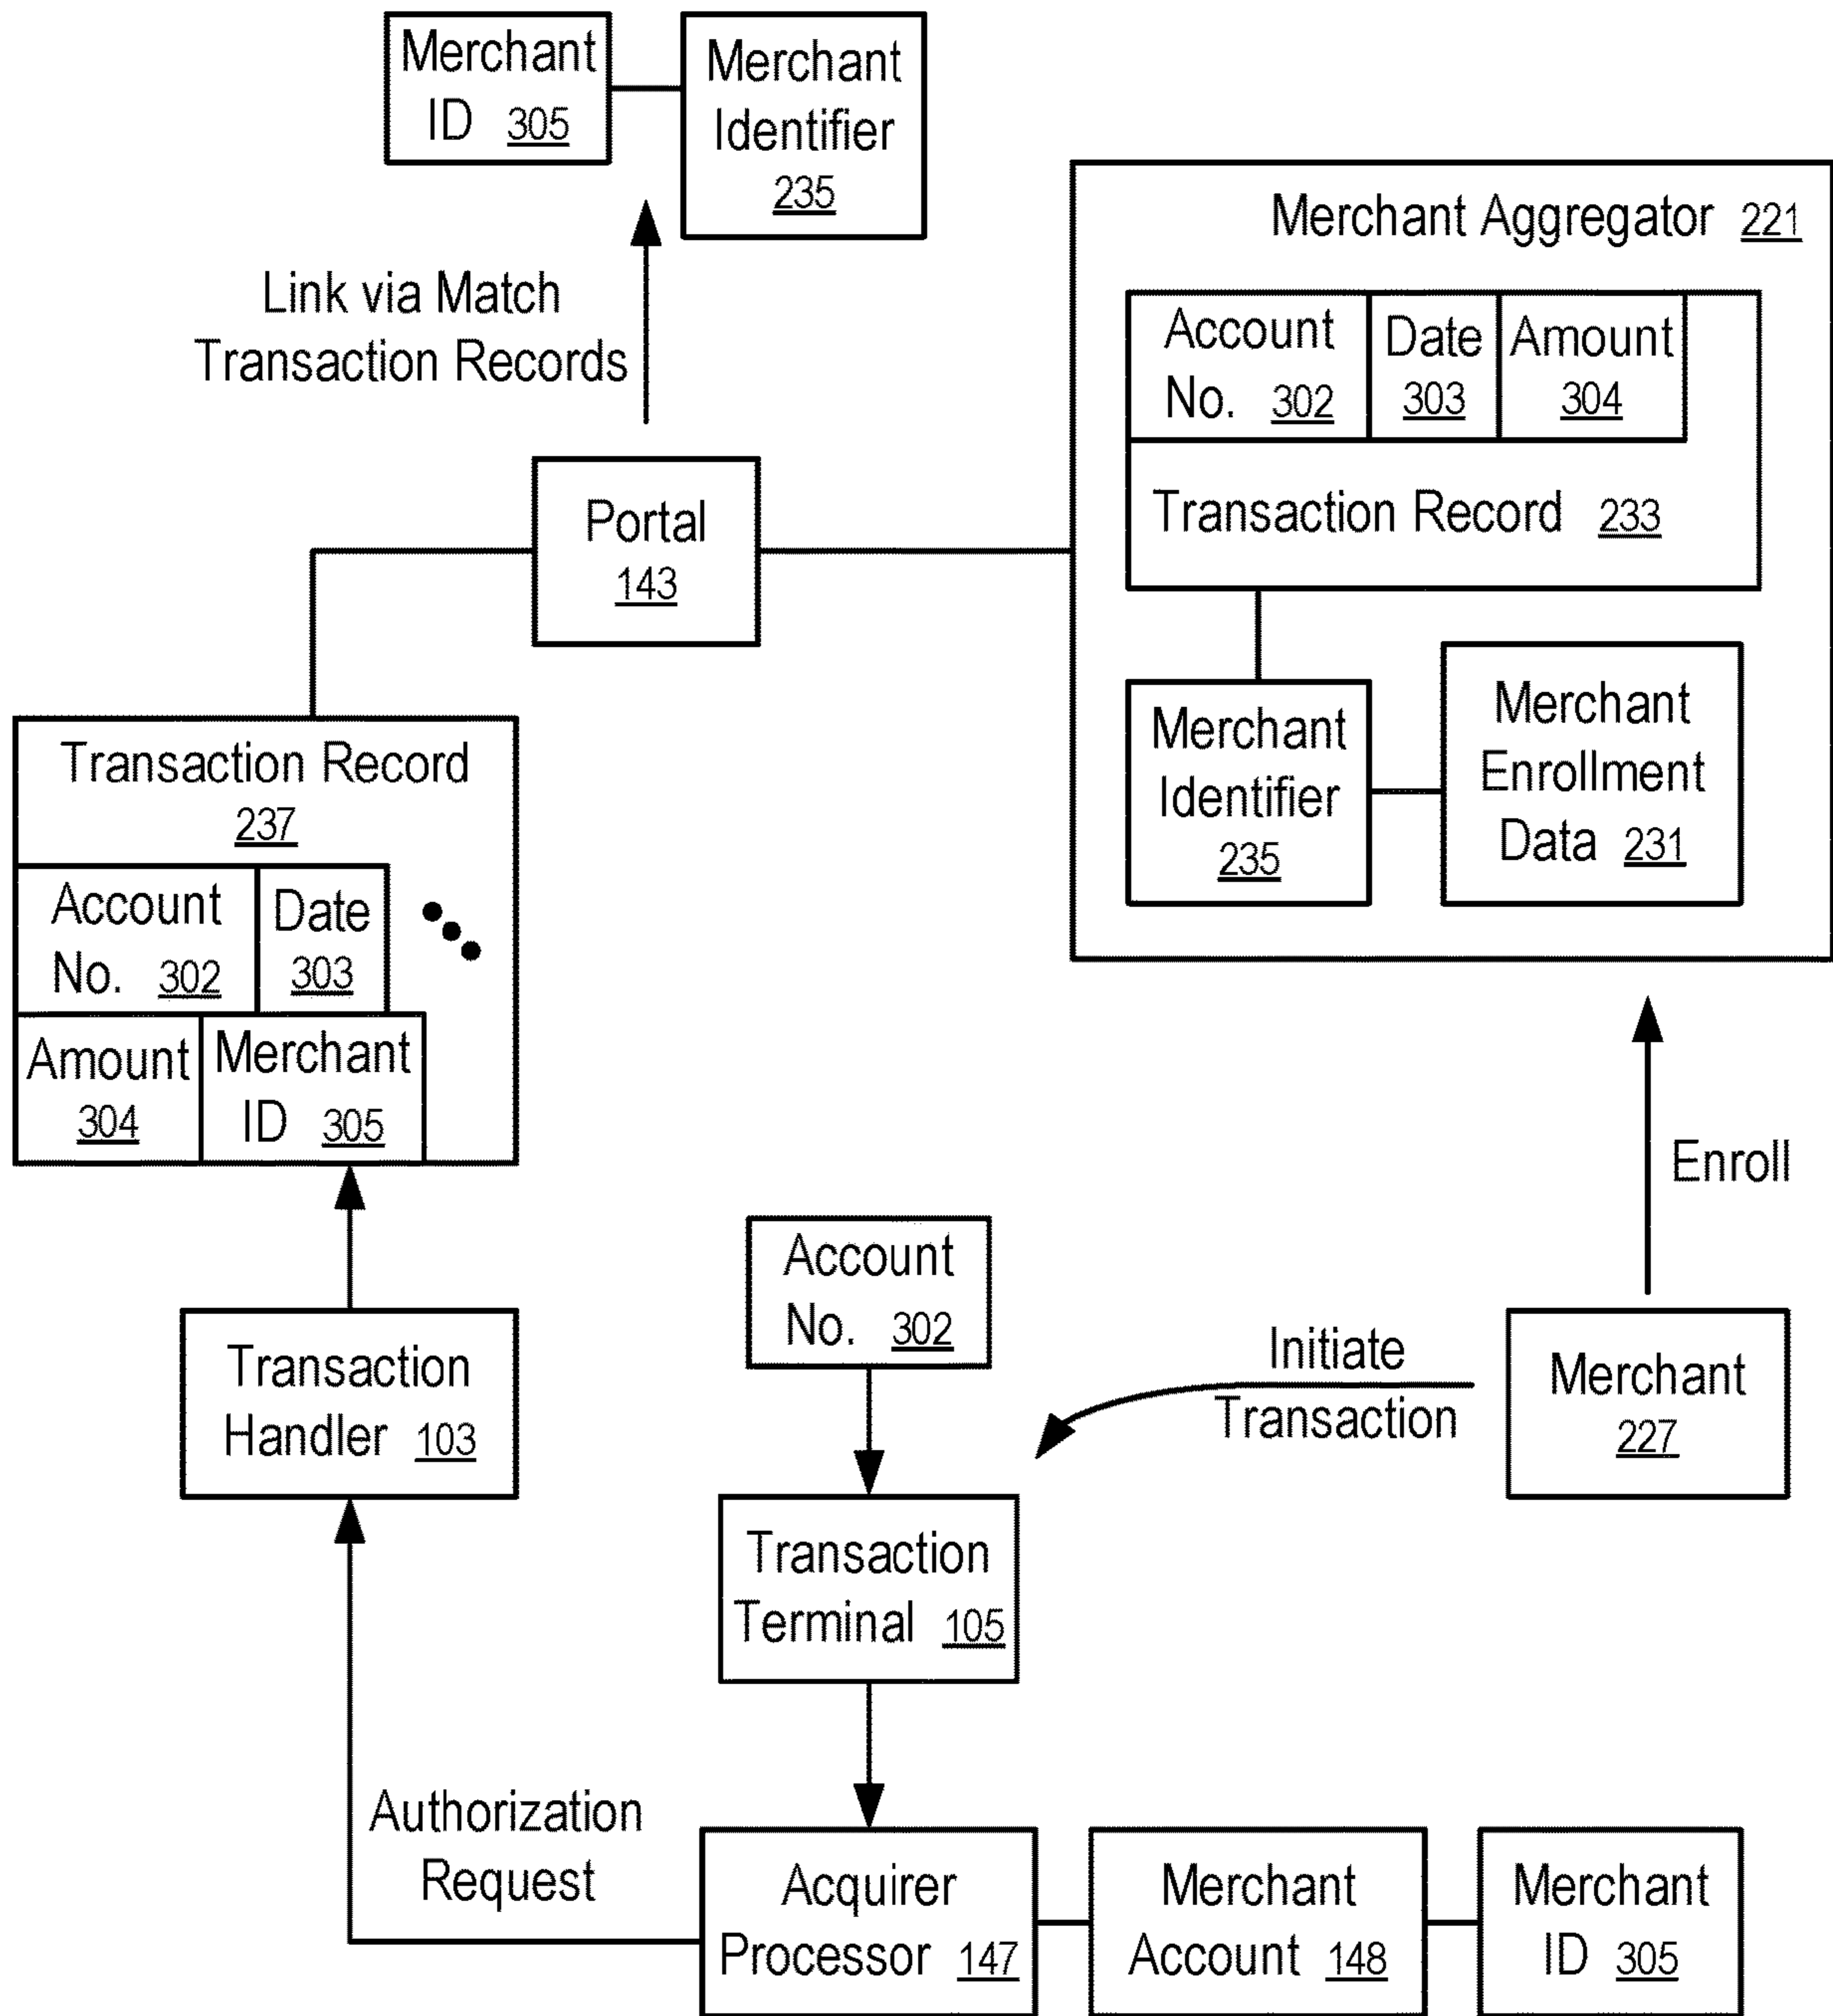 Merchant
ID 305
Merchant
Identifier
235
Link via Match
Transaction Records
Merchant Aggregator 221
Account
No. 302
Date
303
Amount
304
Transaction Record 233
Portal
143
Merchant
Identifier
235
Merchant
Enrollment
Data 231
Transaction Record
237
Account
No. 302
Date
303
Amount
304
Merchant
ID 305
Enroll
Account
No. 302
Transaction
Handler 103
Initiate
Transaction
Merchant
227
Transaction
Terminal 105
Authorization
Request
Acquirer
Processor 147
Merchant
Account 148
Merchant
ID 305